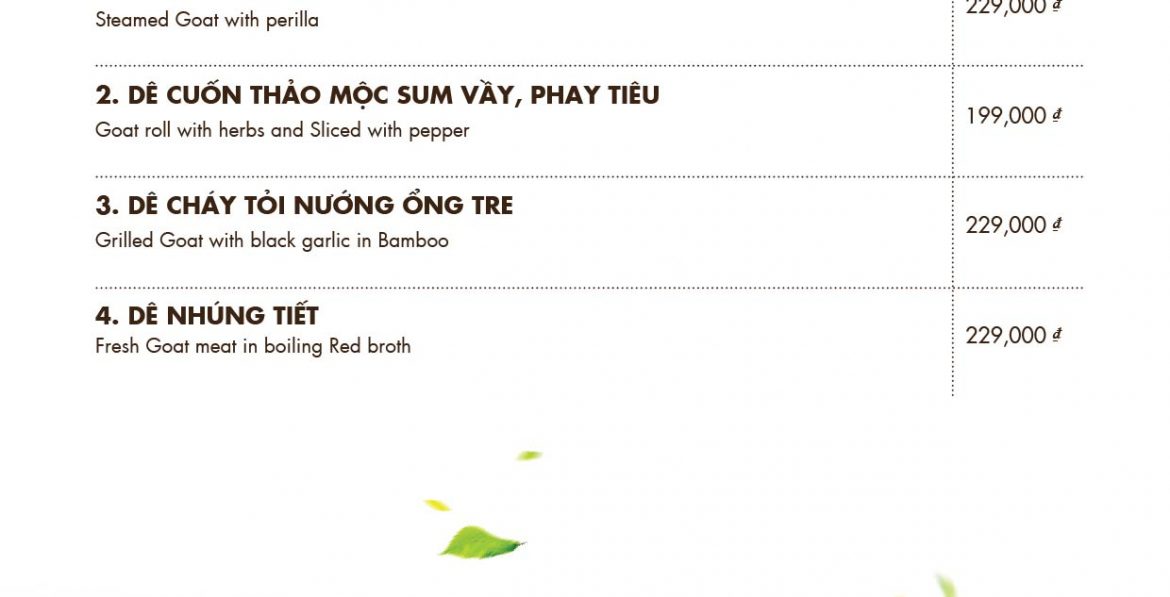 Steamed Goat with perilla
229,000 ₫
2. DÊ CUỐN THẢO MỘC SUM VẦY, PHAY TIÊU
Goat roll with herbs and Sliced with pepper
199,000 ₫
3. DÊ CHÁY TỎI NƯỚNG ỔNG TRE
Grilled Goat with black garlic in Bamboo
229,000 ₫
4. DÊ NHÚNG TIẾT
Fresh Goat meat in boiling Red broth
229,000 ₫